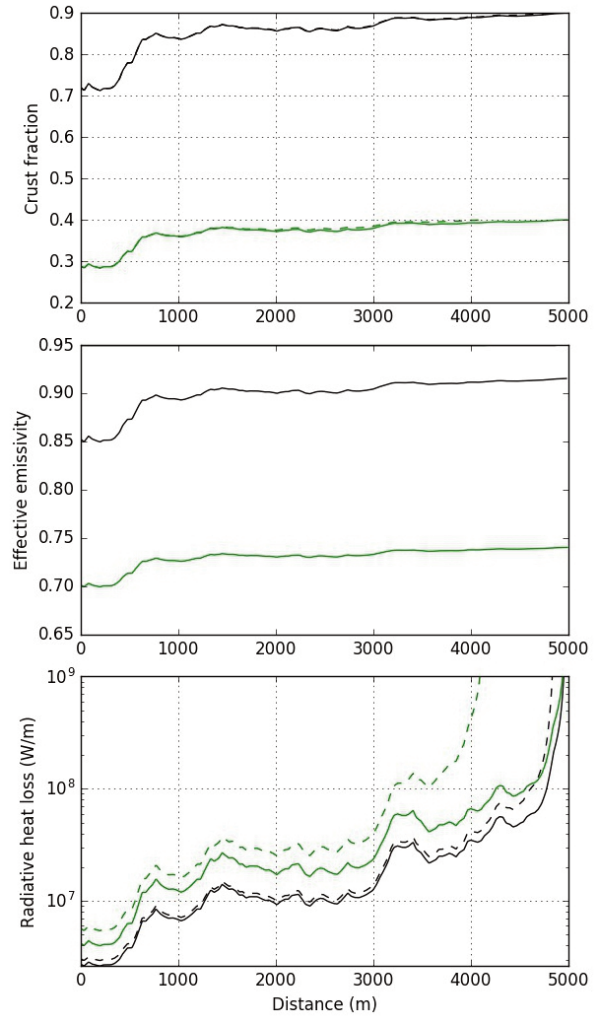 0.9
0.8
0.7
0.6
0.5
0.4
0.3
0.2
Crust fraction
0 1000 2000 3000 4000 5000
0.95
0.90
0.85
0.80
0.75
0.70
0.65
Effective emissivity
0 1000 2000 3000 4000 5000
10⁹
10⁸
10⁷
Radiative heat loss (W/m)
0 1000 2000 3000 4000 5000
Distance (m)